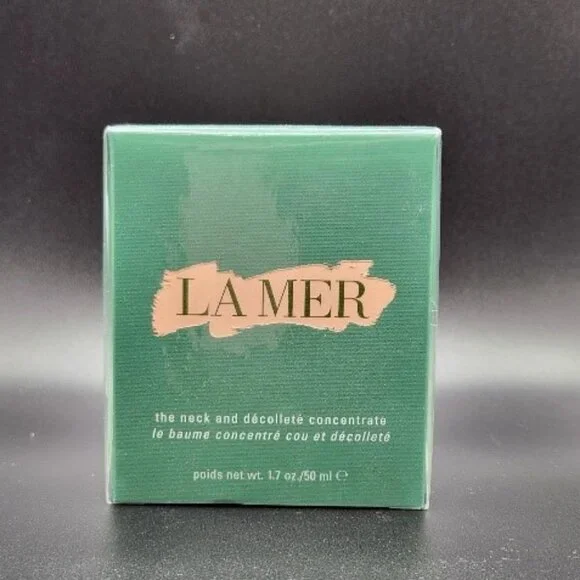 LA MER
the neck and décolleté concentrate
le baume concentré cou et décolleté
poids net wt. 1.7 oz./50 ml ℮